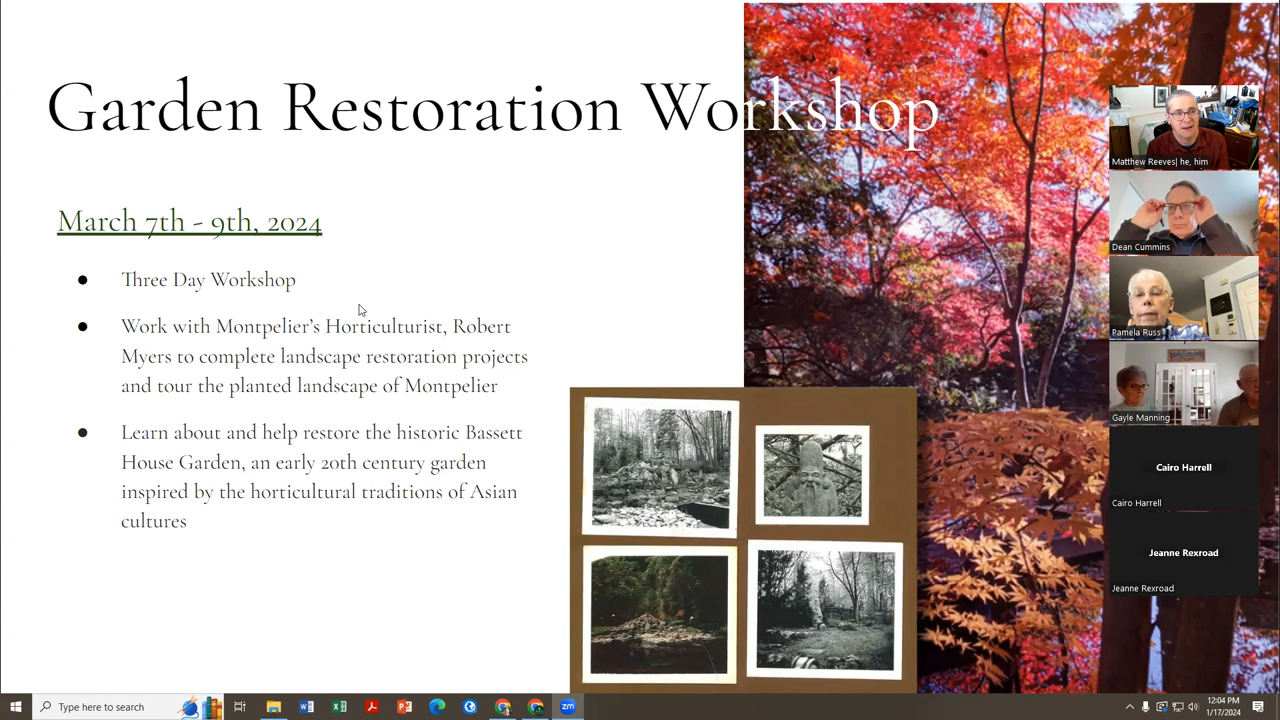 Garden Restoration Workshop
March 7th - 9th, 2024
● Three Day Workshop
● Work with Montpelier’s Horticulturist, Robert
Myers to complete landscape restoration projects
and tour the planted landscape of Montpelier
● Learn about and help restore the historic Bassett
House Garden, an early 20th century garden
inspired by the horticultural traditions of Asian
cultures
Matthew Reeves| he, him
Dean Cummins
Pamela Russ
Gayle Manning
Cairo Harrell
Cairo Harrell
Jeanne Rexroad
Jeanne Rexroad
Type here to search
zm
12:04 PM
1/17/2024